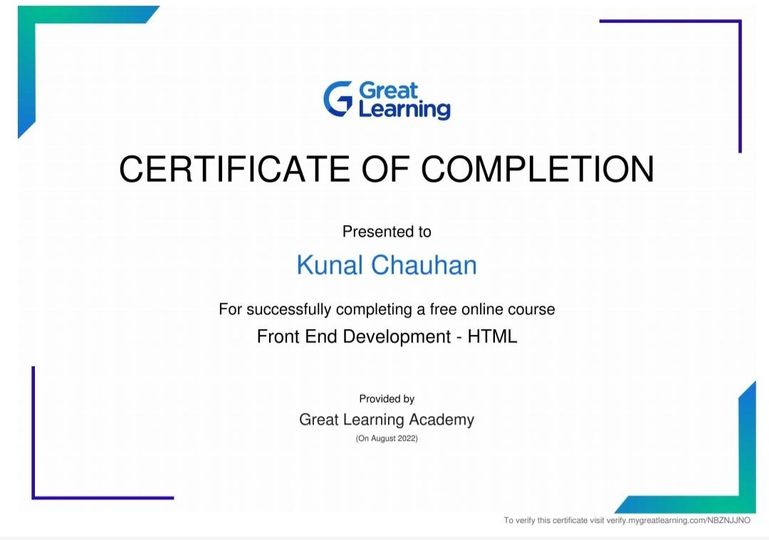 Great
Learning
CERTIFICATE OF COMPLETION
Presented to
Kunal Chauhan
For successfully completing a free online course
Front End Development - HTML
Provided by
Great Learning Academy
(On August 2022)
To verify this certificate visit verify.mygreatlearning.com/NBZNJJNO